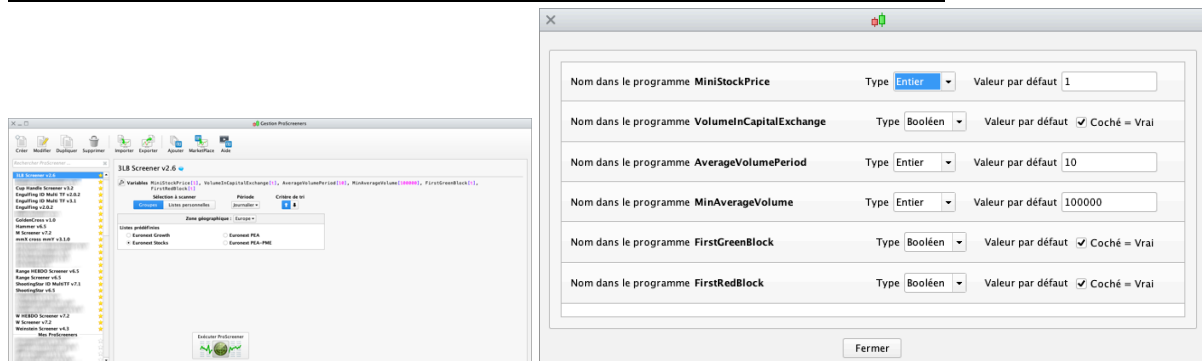 Gestion ProScreeners
Créer Modifier Dupliquer Supprimer Importer Exporter Ajouter MarketPlace Aide
Rechercher ProScreener ...
3LB Screener v2.6
Cup Handle Screener v3.2
Engulfing ID Multi TF v2.0.2
Engulfing ID Multi TF v3.1
Engulfing v2.0.2
GoldenCross v1.0
Hammer v6.5
M Screener v7.2
mmX cross mmY v3.1.0
Range HEBDO Screener v6.5
Range Screener v6.5
ShootingStar ID MultiTF v7.1
ShootingStar v6.5
W HEBDO Screener v7.2
W Screener v7.2
Weinstein Screener v4.3
Mes ProScreeners
3LB Screener v2.6
Variables MiniStockPrice[1], VolumeInCapitalExchange[1], AverageVolumePeriod[10], MinAverageVolume[100000], FirstGreenBlock[1],
FirstRedBlock[1]
Sélection à scanner Période Critère de tri
Groupes Listes personnelles Journalier
Zone géographique : Europe
Listes prédéfinies
Euronext Growth Euronext PEA
Euronext Stocks Euronext PEA-PME
Exécuter ProScreener
Nom dans le programme MiniStockPrice Type Entier Valeur par défaut 1
Nom dans le programme VolumeInCapitalExchange Type Booléen Valeur par défaut Coché = Vrai
Nom dans le programme AverageVolumePeriod Type Entier Valeur par défaut 10
Nom dans le programme MinAverageVolume Type Entier Valeur par défaut 100000
Nom dans le programme FirstGreenBlock Type Booléen Valeur par défaut Coché = Vrai
Nom dans le programme FirstRedBlock Type Booléen Valeur par défaut Coché = Vrai
Fermer